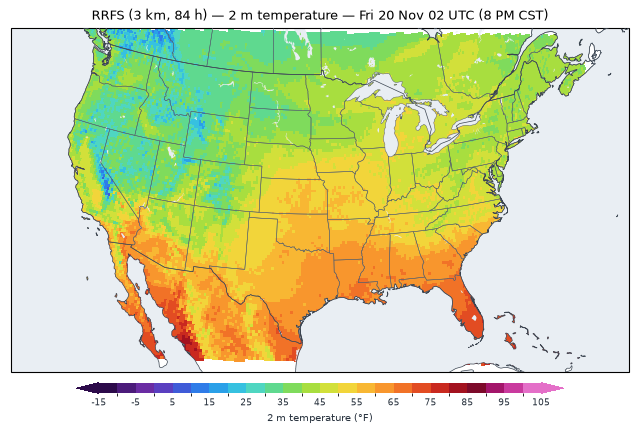 RRFS (3 km, 84 h) — 2 m temperature — Fri 20 Nov 02 UTC (8 PM CST)
-15 -5 5 15 25 35 45 55 65 75 85 95 105
2 m temperature (°F)